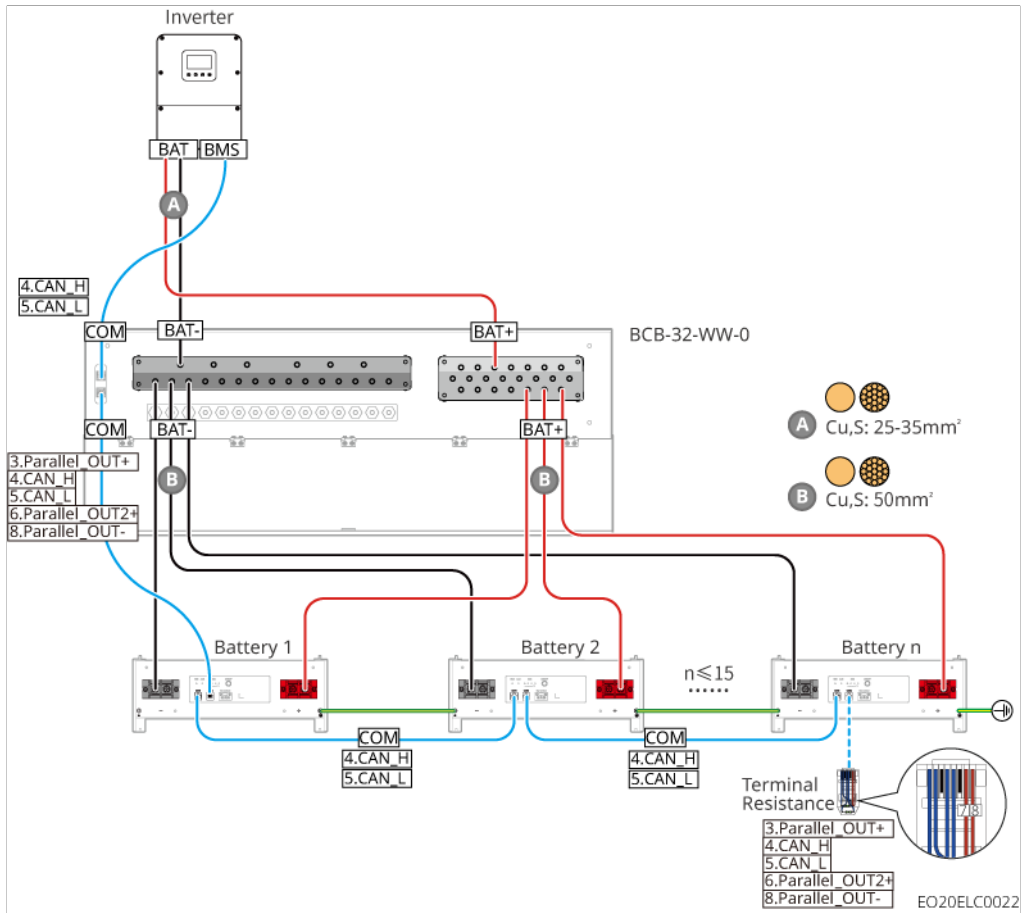 Inverter
BAT BMS
A
4.CAN_H
5.CAN_L
COM BAT- BAT+
BCB-32-WW-0
COM BAT- BAT+
A Cu,S: 25-35mm²
3.Parallel_OUT+
4.CAN_H
5.CAN_L
6.Parallel_OUT2+
8.Parallel_OUT-
B B
B Cu,S: 50mm²
Battery 1 Battery 2 Battery n
n≤15
......
- + - + - +
COM COM
4.CAN_H 4.CAN_H
5.CAN_L 5.CAN_L
Terminal
Resistance
7 8
3.Parallel_OUT+
4.CAN_H
5.CAN_L
6.Parallel_OUT2+
8.Parallel_OUT-
EO20ELC0022